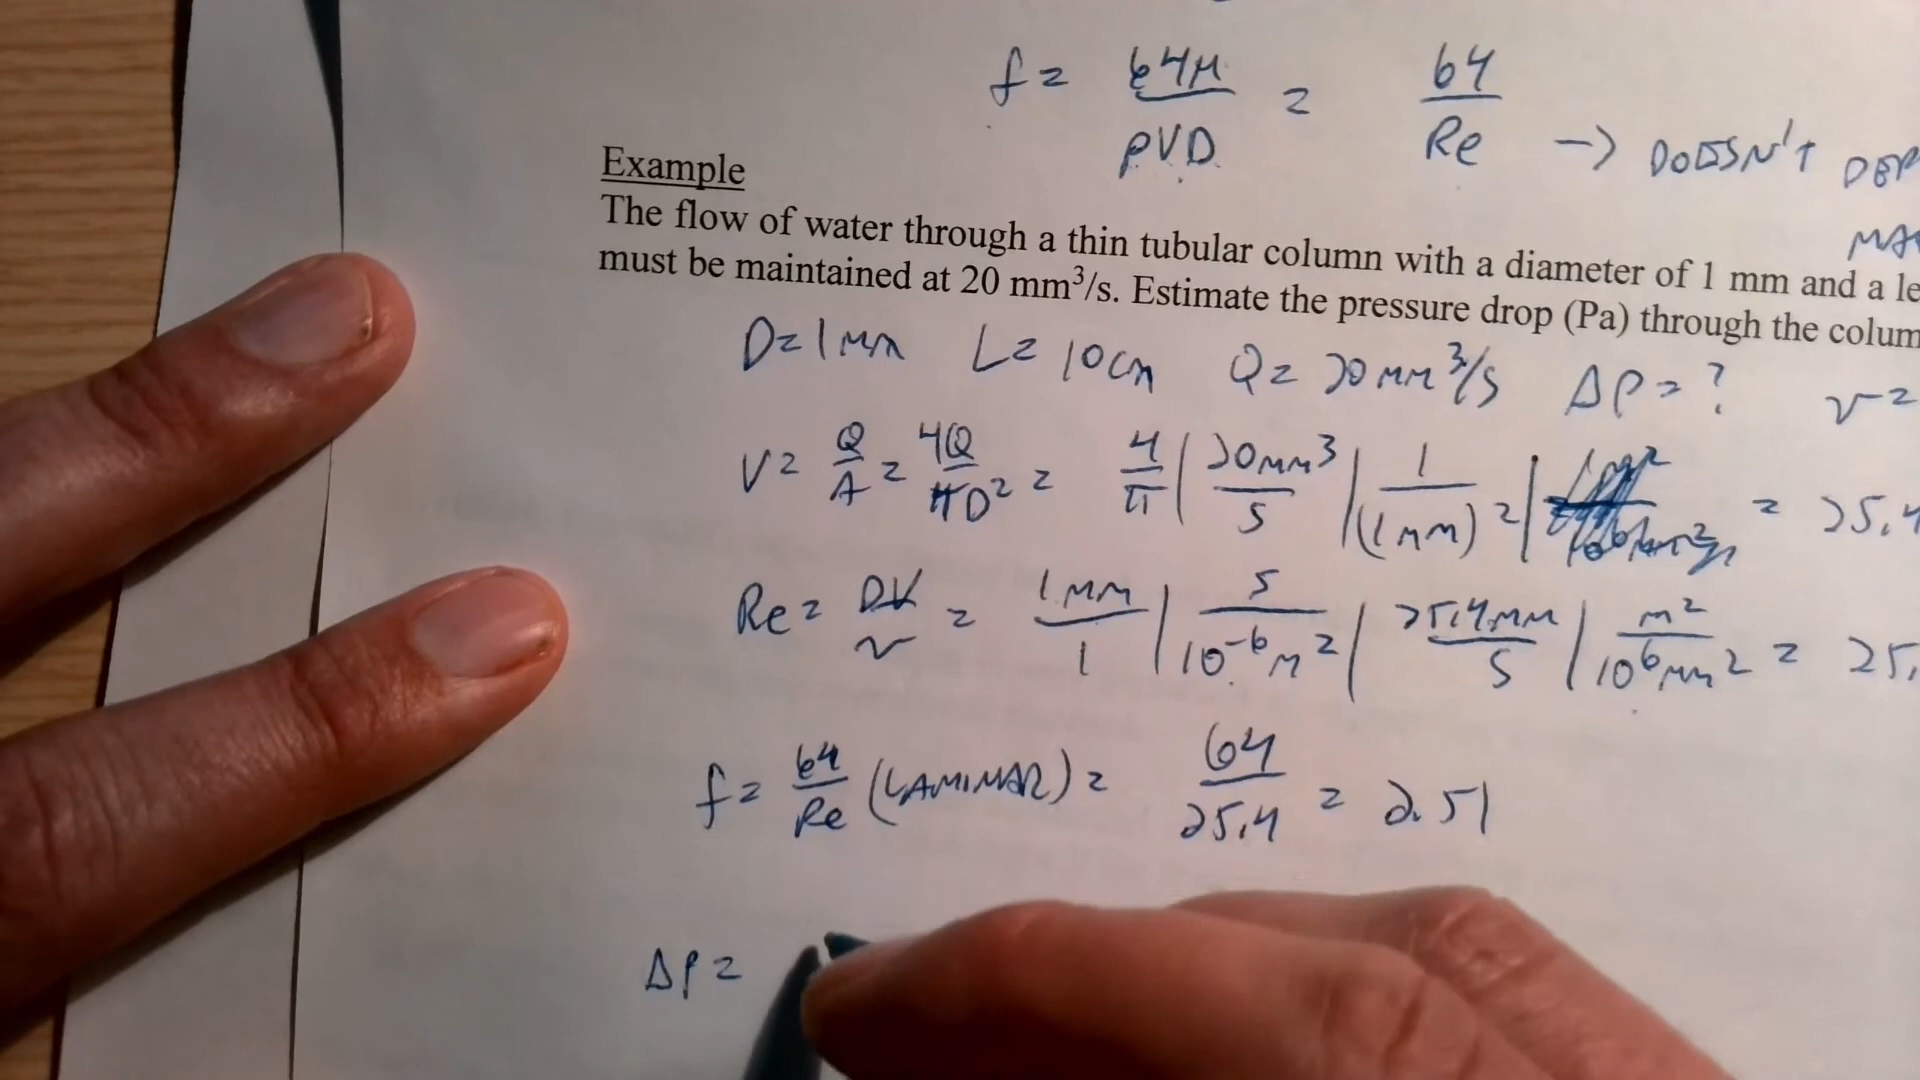 f = 64μ / ρVD = 64 / Re → DOESN'T DEP
MA
Example
The flow of water through a thin tubular column with a diameter of 1 mm and a le
must be maintained at 20 mm³/s. Estimate the pressure drop (Pa) through the colum
D = 1 mm L = 10 cm Q = 20 mm³/s ΔP = ? ν =
V = Q/A = 4Q/πD² = 4/π | 20 mm³/s | 1/(1 mm)² | = 25.4
Re = DV/ν = 1 mm/1 | s/10⁻⁶ m² | 25.4 mm/s | m²/10⁶ mm² = 25.
f = 64/Re (LAMINAR) = 64/25.4 = 2.51
ΔP =